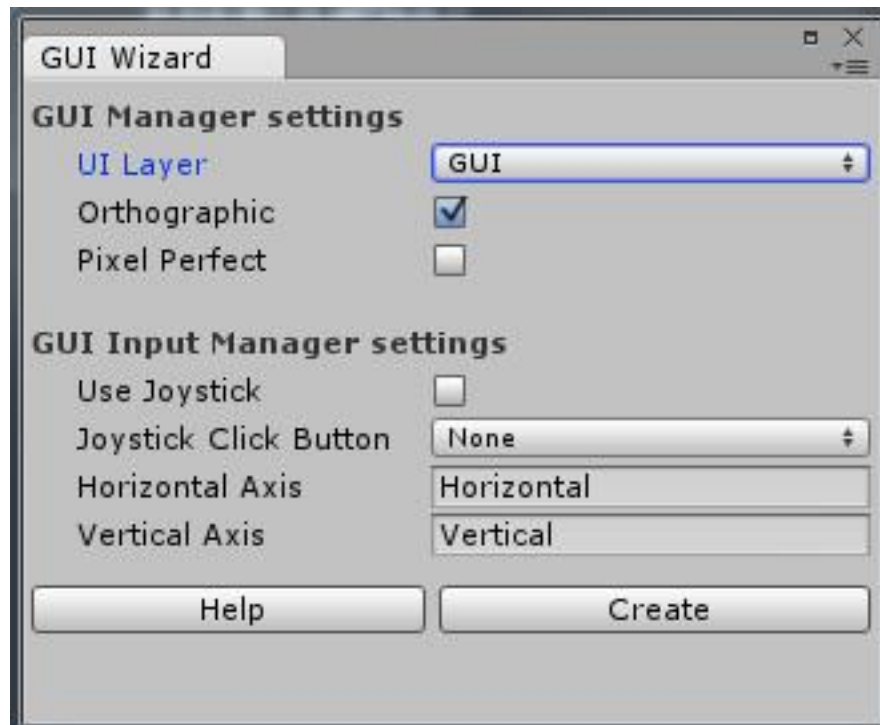 GUI Wizard
GUI Manager settings
UI Layer GUI
Orthographic
Pixel Perfect
GUI Input Manager settings
Use Joystick
Joystick Click Button None
Horizontal Axis Horizontal
Vertical Axis Vertical
Help Create